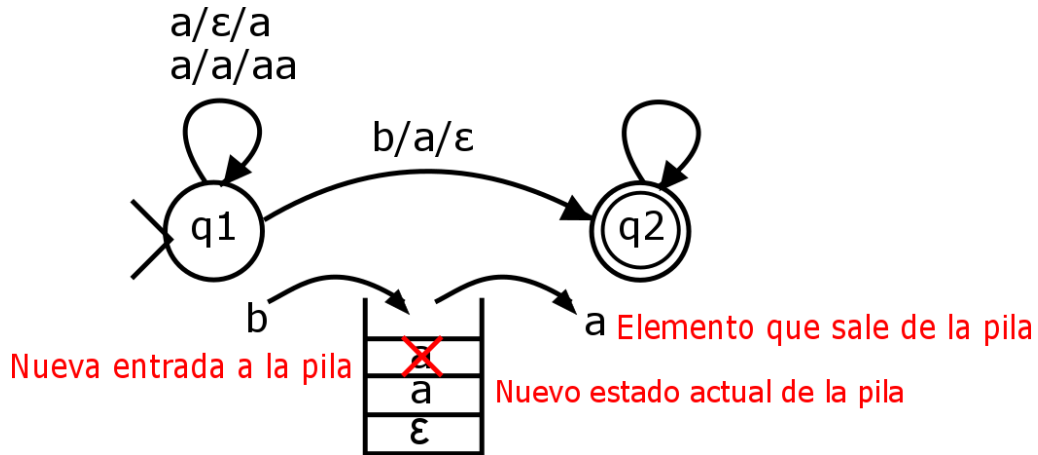 a/ε/a
a/a/aa
b/a/ε
q1
q2
b
a
Elemento que sale de la pila
Nueva entrada a la pila
a
a
Nuevo estado actual de la pila
ε